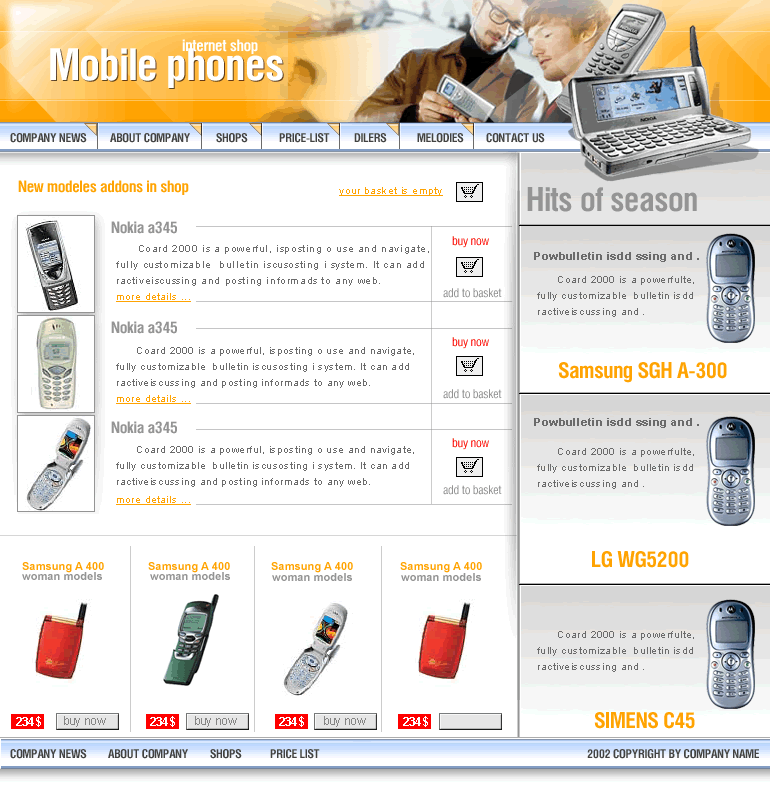 internet shop
Mobile phones
NOKIA
COMPANY NEWS ABOUT COMPANY SHOPS PRICE-LIST DILERS MELODIES CONTACT US
New modeles addons in shop
your basket is empty
Nokia a345
Coard 2000 is a powerful, isposting o use and navigate,
fully customizable bulletin iscusosting i system. It can add
ractiveiscussing and posting informads to any web.
more details ...
buy now
add to basket
Nokia a345
Coard 2000 is a powerful, isposting o use and navigate,
fully customizable bulletin iscusosting i system. It can add
ractiveiscussing and posting informads to any web.
more details ...
buy now
add to basket
Nokia a345
Coard 2000 is a powerful, isposting o use and navigate,
fully customizable bulletin iscusosting i system. It can add
ractiveiscussing and posting informads to any web.
more details ...
buy now
add to basket
Hits of season
Powbulletin isdd ssing and .
Coard 2000 is a powerfulte,
fully customizable bulletin isdd
ractiveiscussing and .
Samsung SGH A-300
Powbulletin isdd ssing and .
Coard 2000 is a powerfulte,
fully customizable bulletin isdd
ractiveiscussing and .
LG WG5200
Coard 2000 is a powerfulte,
fully customizable bulletin isdd
ractiveiscussing and .
SIMENS C45
Samsung A 400
woman models
234$ buy now
Samsung A 400
woman models
234$ buy now
Samsung A 400
woman models
234$ buy now
Samsung A 400
woman models
234$
COMPANY NEWS ABOUT COMPANY SHOPS PRICE LIST 2002 COPYRIGHT BY COMPANY NAME